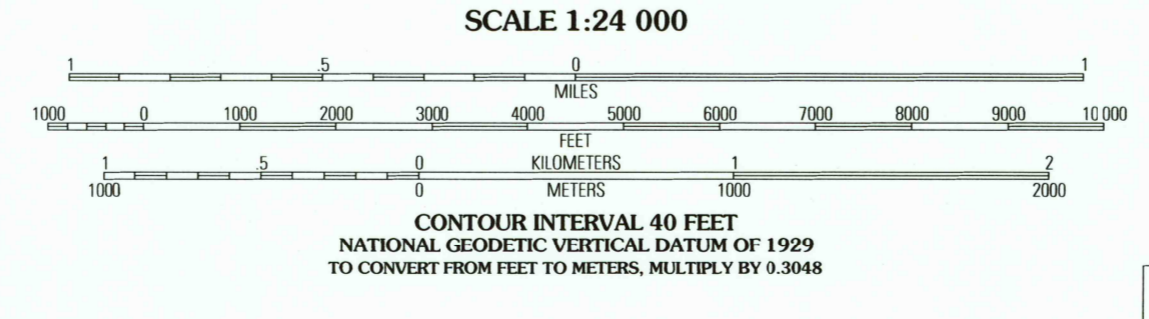 SCALE 1:24 000
1 .5 0 1
MILES
1000 0 1000 2000 3000 4000 5000 6000 7000 8000 9000 10 000
FEET
1 .5 0 KILOMETERS 1 2
1000 0 METERS 1000 2000
CONTOUR INTERVAL 40 FEET
NATIONAL GEODETIC VERTICAL DATUM OF 1929
TO CONVERT FROM FEET TO METERS, MULTIPLY BY 0.3048